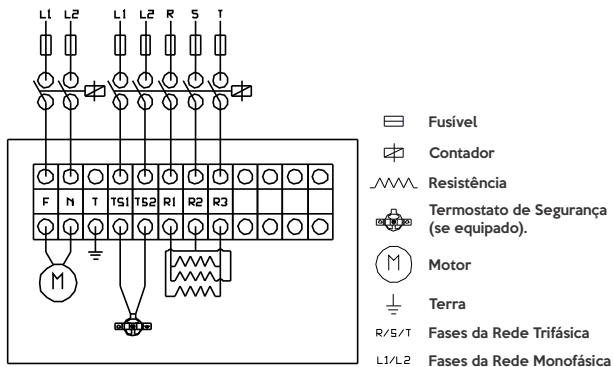 L1 L2 L1 L2 R S T
F N T TS1 TS2 R1 R2 R3
M
Fusível
Contador
Resistência
Termostato de Segurança
(se equipado).
M Motor
Terra
R/S/T Fases da Rede Trifásica
L1/L2 Fases da Rede Monofásica